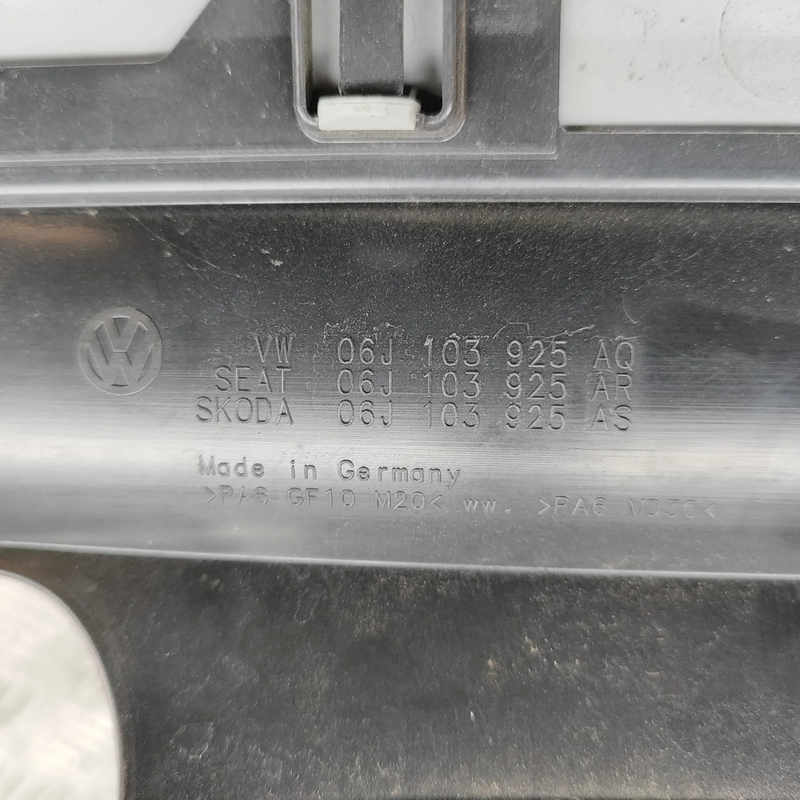 VW 06J 103 925 AQ
SEAT 06J 103 925 AR
SKODA 06J 103 925 AS
Made in Germany
>PA6 GF10 M20< ww. >PA6 MD30<